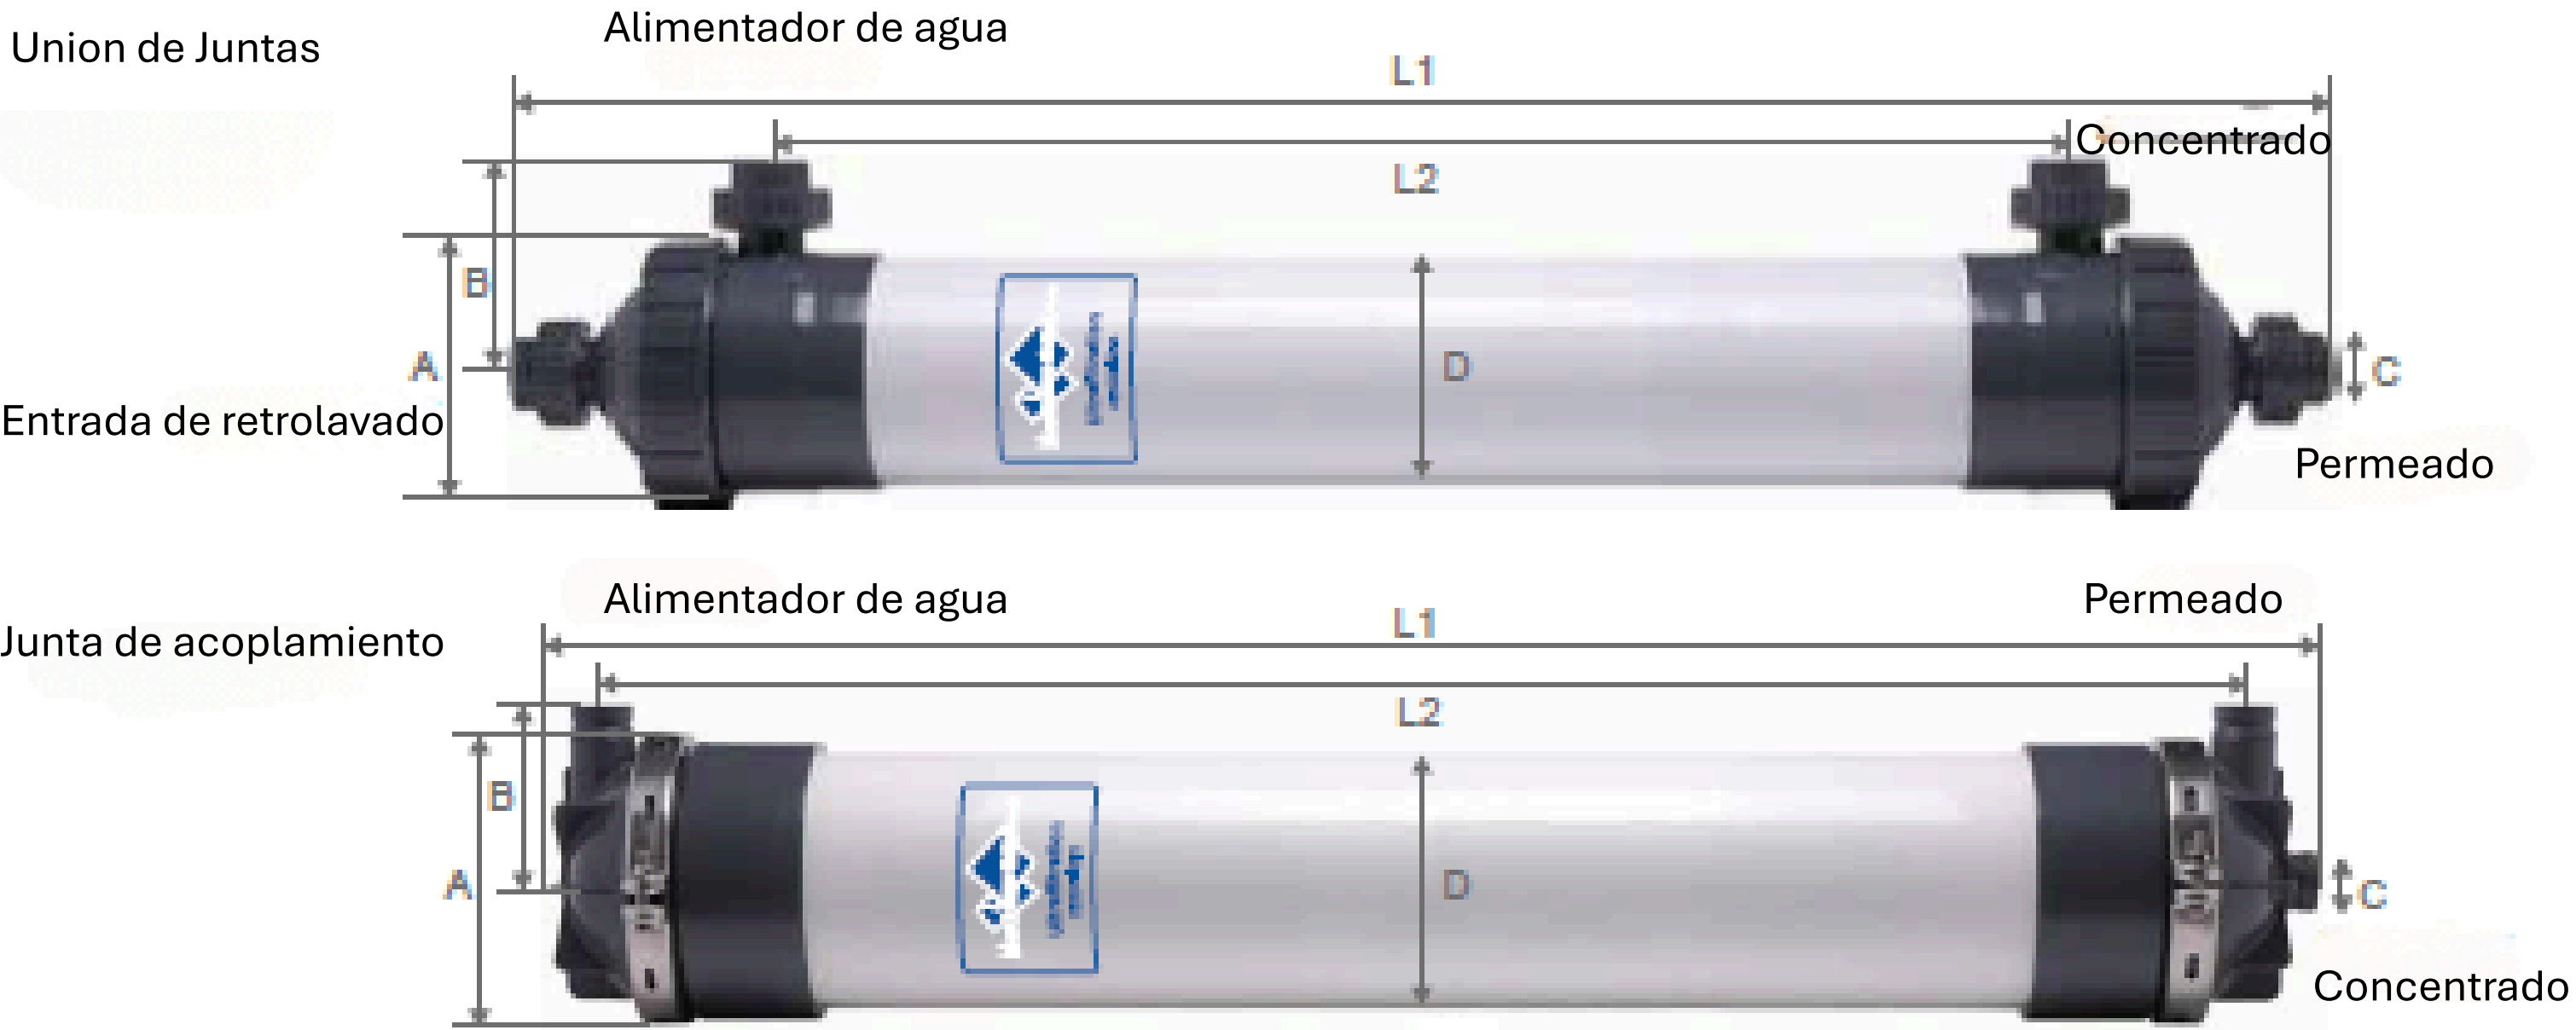 Alimentador de agua
Union de Juntas
L1
Concentrado
L2
B
A
D
C
Entrada de retrolavado
Permeado
Alimentador de agua
Permeado
L1
Junta de acoplamiento
L2
B
A
D
C
Concentrado